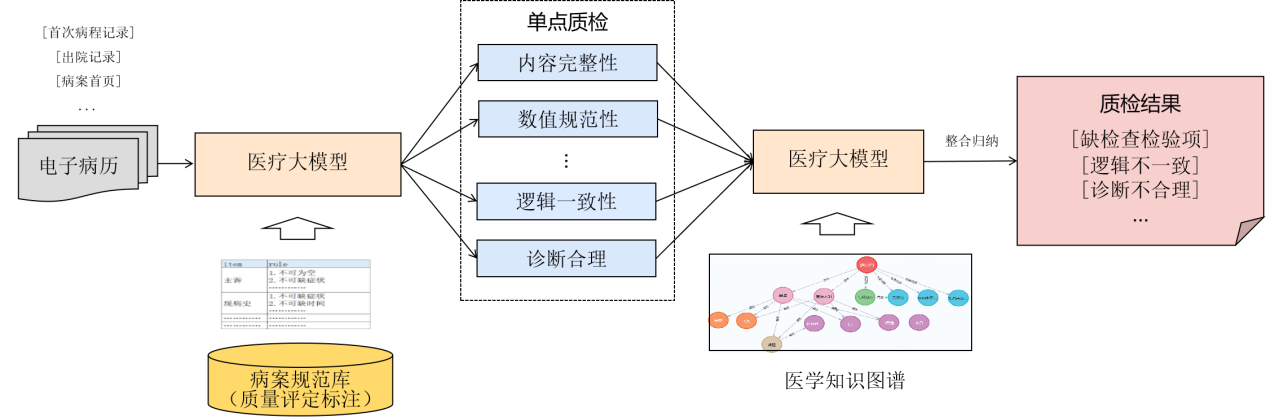 [首次病程记录]
[出院记录]
[病案首页]
...
电子病历
医疗大模型
item rule
主诉
1. 不可为空
2. 不可缺症状
------------
现病史
1. 不可缺症状
2. 不可缺时间
------------
------------ ------------
------------ ------------
病案规范库
(质量评定标注)
单点质检
内容完整性
数值规范性
...
逻辑一致性
诊断合理
医疗大模型
医学知识图谱
整合归纳
质检结果
[缺检查检验项]
[逻辑不一致]
[诊断不合理]
...